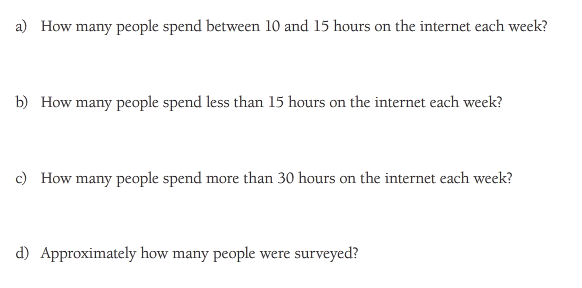 a) How many people spend between 10 and 15 hours on the internet each week?
b) How many people spend less than 15 hours on the internet each week?
c) How many people spend more than 30 hours on the internet each week?
d) Approximately how many people were surveyed?